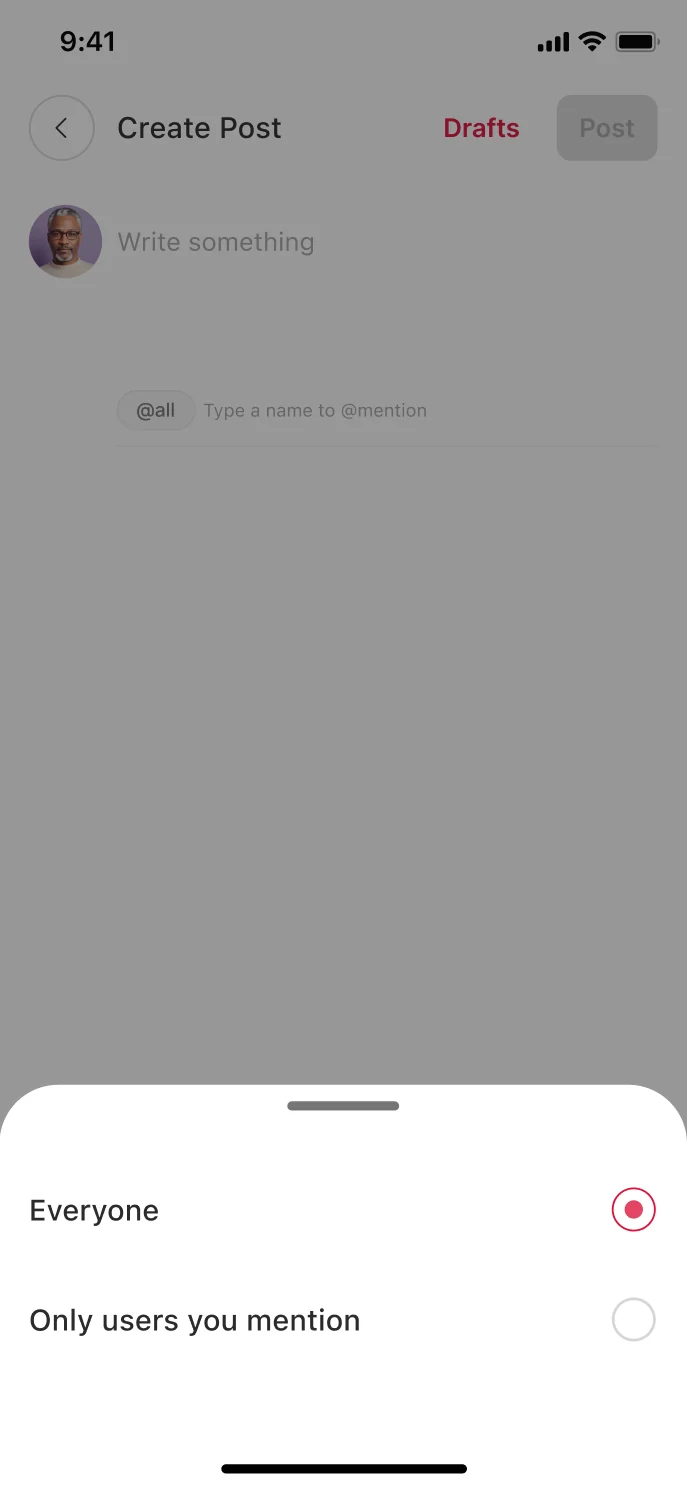 9:41
Create Post
Drafts
Post
Write something
@all
Type a name to @mention
Everyone
Only users you mention